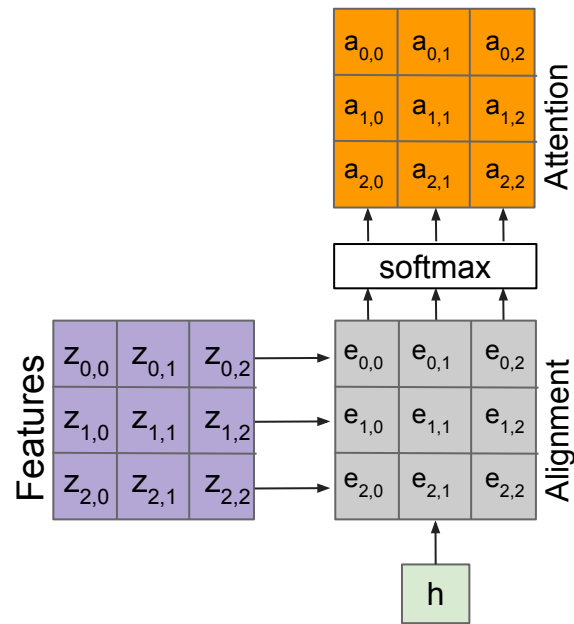 a0,0 a0,1 a0,2
a1,0 a1,1 a1,2
a2,0 a2,1 a2,2
Attention
softmax
Features
z0,0 z0,1 z0,2
z1,0 z1,1 z1,2
z2,0 z2,1 z2,2
e0,0 e0,1 e0,2
e1,0 e1,1 e1,2
e2,0 e2,1 e2,2
Alignment
h